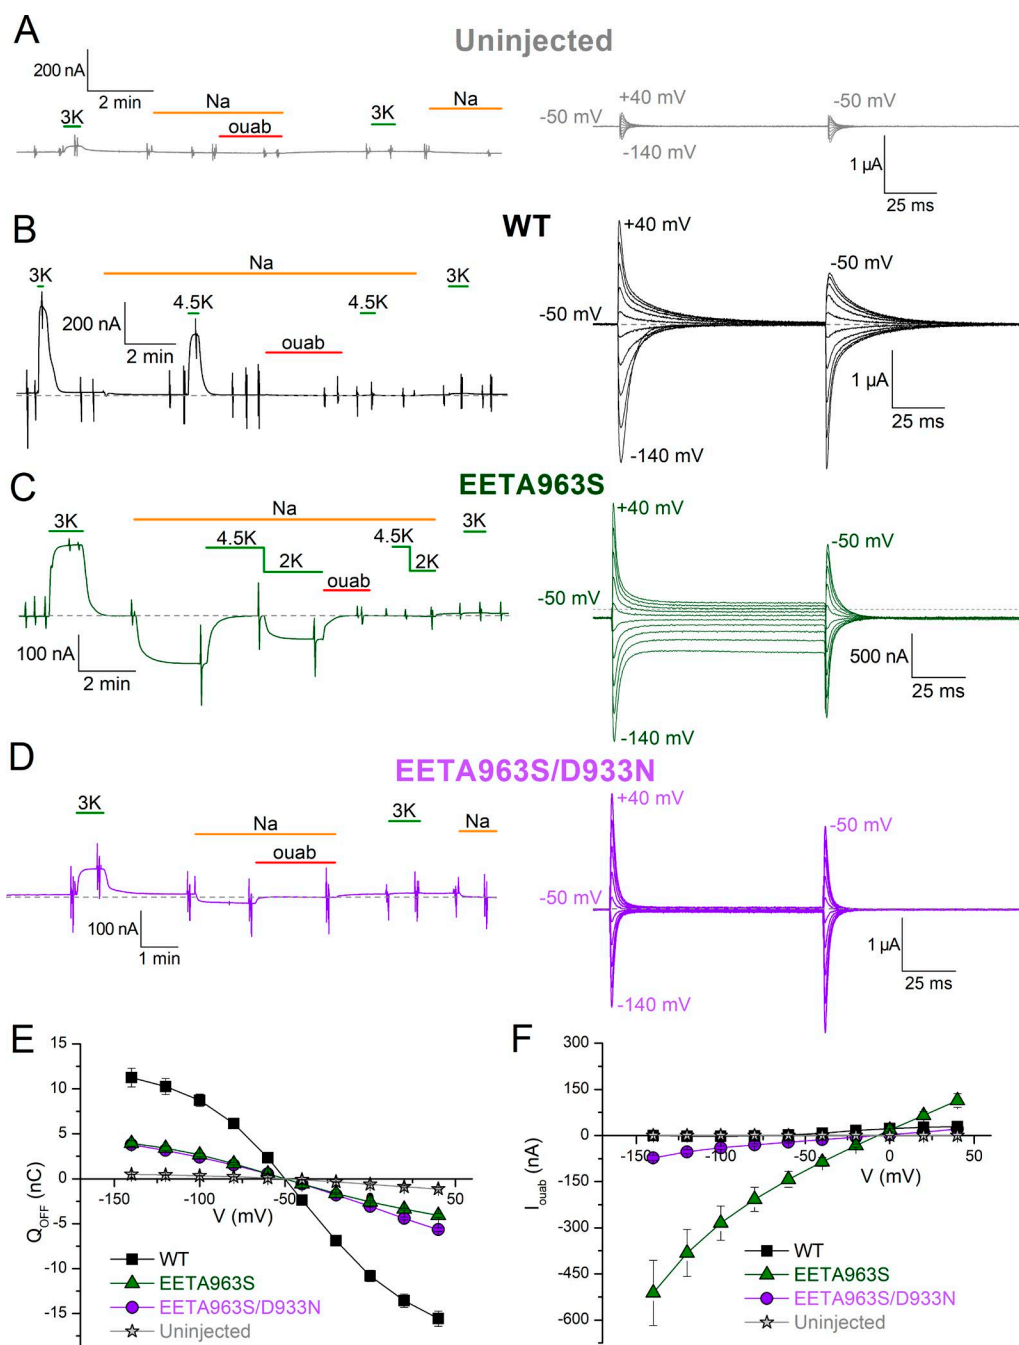 A
Uninjected
200 nA
2 min
3K
Na
ouab
3K
Na
-50 mV
+40 mV
-140 mV
-50 mV
1 µA
25 ms
B
WT
3K
Na
4.5K
4.5K
3K
200 nA
2 min
ouab
+40 mV
-50 mV
-50 mV
-140 mV
1 µA
25 ms
C
EETA963S
3K
Na
4.5K
2K
ouab
4.5K
2K
3K
100 nA
2 min
+40 mV
-50 mV
-50 mV
-140 mV
500 nA
25 ms
D
EETA963S/D933N
3K
Na
ouab
3K
Na
100 nA
1 min
+40 mV
-50 mV
-50 mV
-140 mV
1 µA
25 ms
E
15
10
5
0
-5
-10
-15
-150
-100
-50
0
50
V (mV)
QOFF (nC)
WT
EETA963S
EETA963S/D933N
Uninjected
F
300
150
0
-150
-300
-450
-600
-150
-100
-50
0
50
V (mV)
Iouab (nA)
WT
EETA963S
EETA963S/D933N
Uninjected